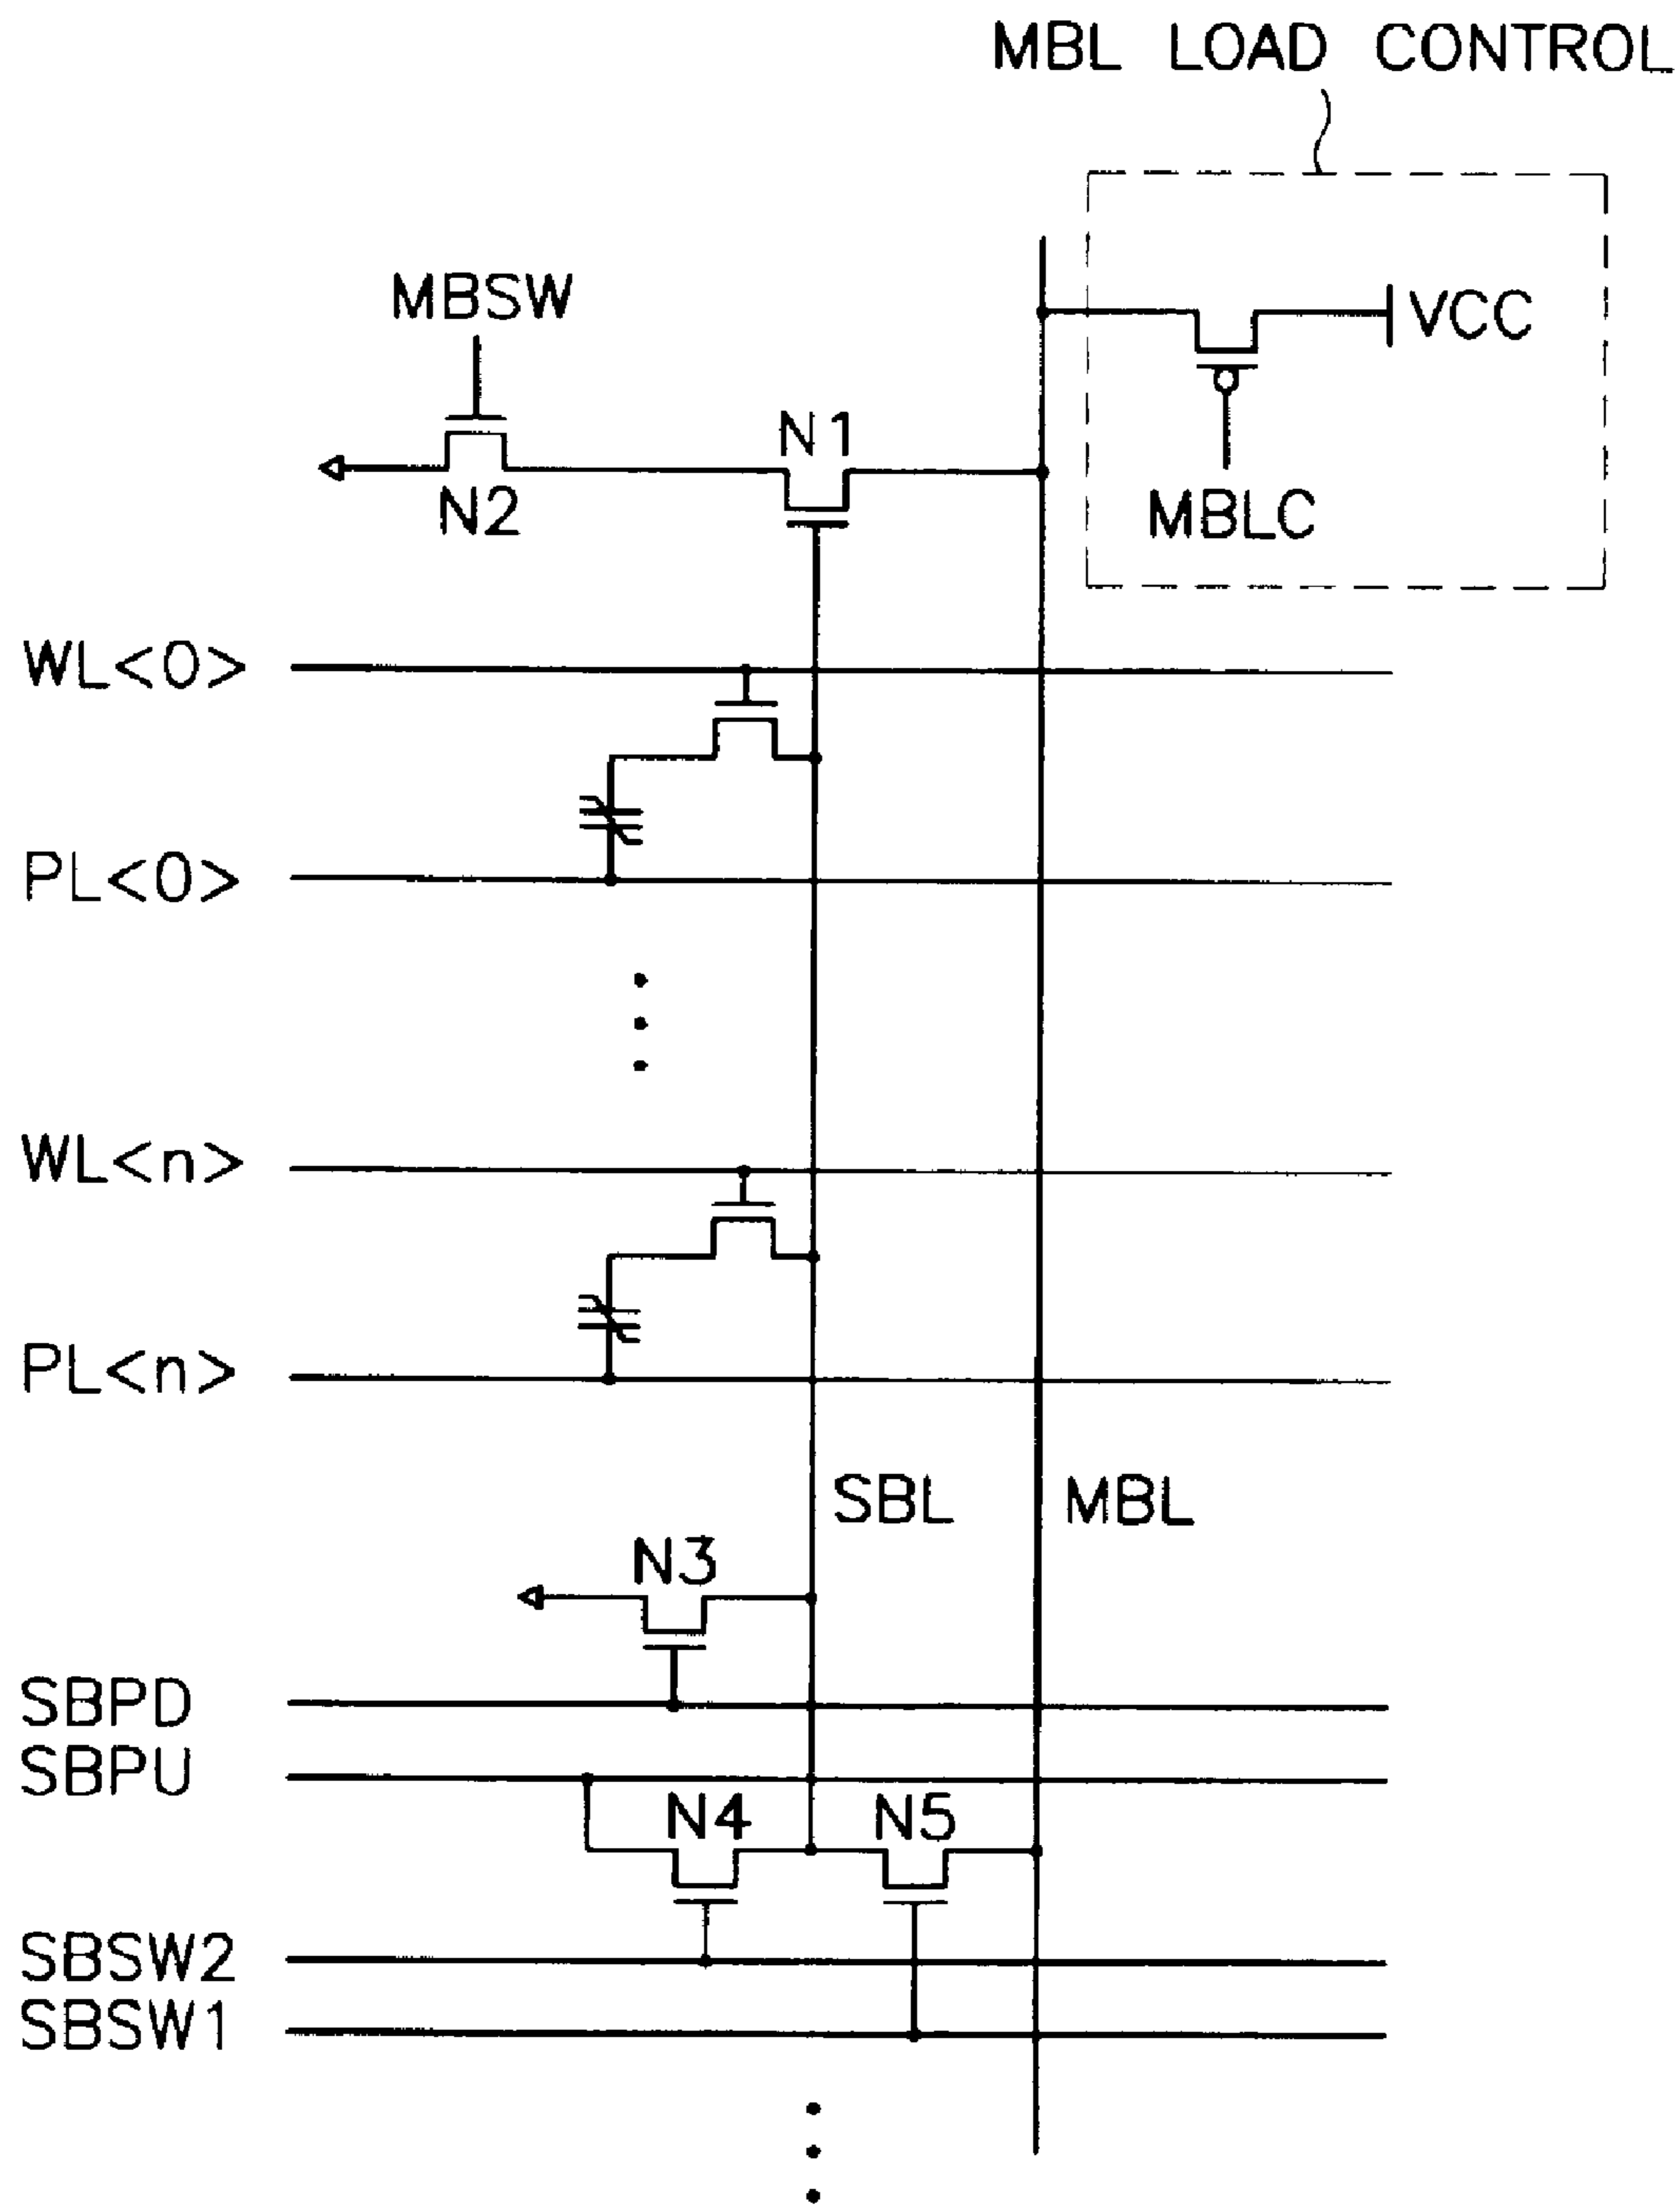 MBL LOAD CONTROL
MBSW
VCC
N1
N2
MBLC
WL<0>
PL<0>
WL<n>
PL<n>
SBL
MBL
N3
SBPD
SBPU
N4
N5
SBSW2
SBSW1